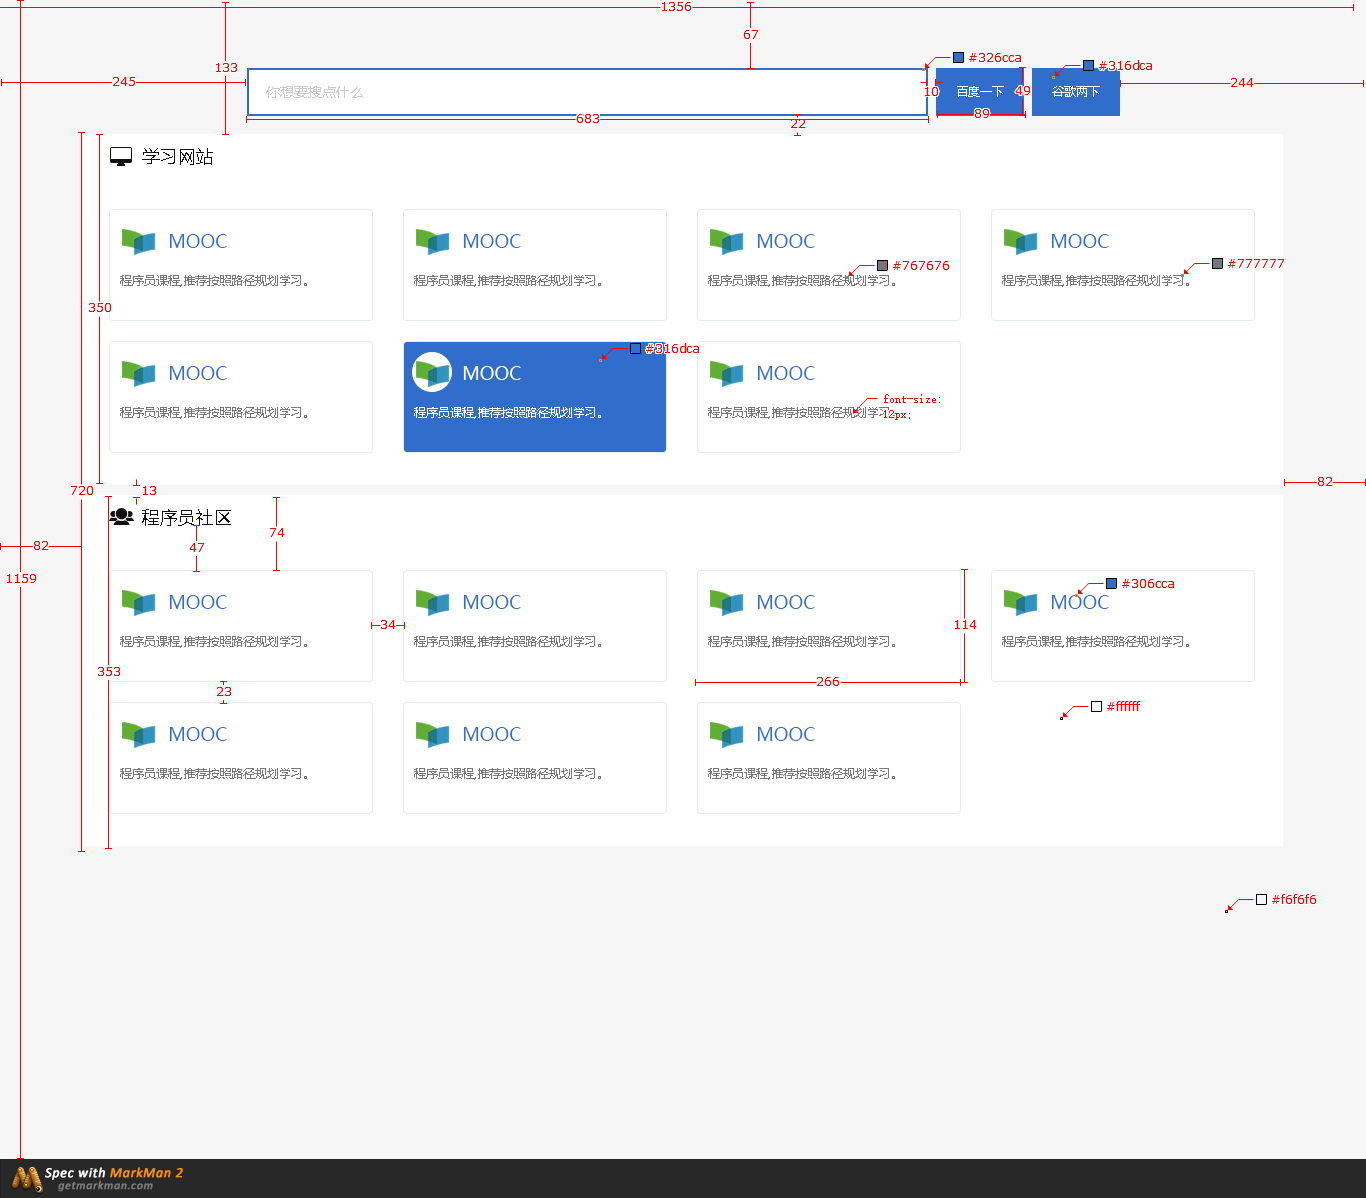 1356
67
133
#326cca
#316dca
245
你想要搜点什么
10
百度一下
49
谷歌两下
244
683
89
22
学习网站
MOOC
MOOC
MOOC
MOOC
#767676
#777777
程序员课程,推荐按照路径规划学习。
程序员课程,推荐按照路径规划学习。
程序员课程,推荐按照路径规划学习。
程序员课程,推荐按照路径规划学习。
350
#316dca
MOOC
MOOC
MOOC
font-size:
12px;
程序员课程,推荐按照路径规划学习。
程序员课程,推荐按照路径规划学习。
程序员课程,推荐按照路径规划学习。
720
13
82
程序员社区
74
82
47
1159
#306cca
MOOC
MOOC
MOOC
MOOC
34
114
程序员课程,推荐按照路径规划学习。
程序员课程,推荐按照路径规划学习。
程序员课程,推荐按照路径规划学习。
程序员课程,推荐按照路径规划学习。
353
266
23
#ffffff
MOOC
MOOC
MOOC
程序员课程,推荐按照路径规划学习。
程序员课程,推荐按照路径规划学习。
程序员课程,推荐按照路径规划学习。
#f6f6f6
Spec with MarkMan 2
getmarkman.com